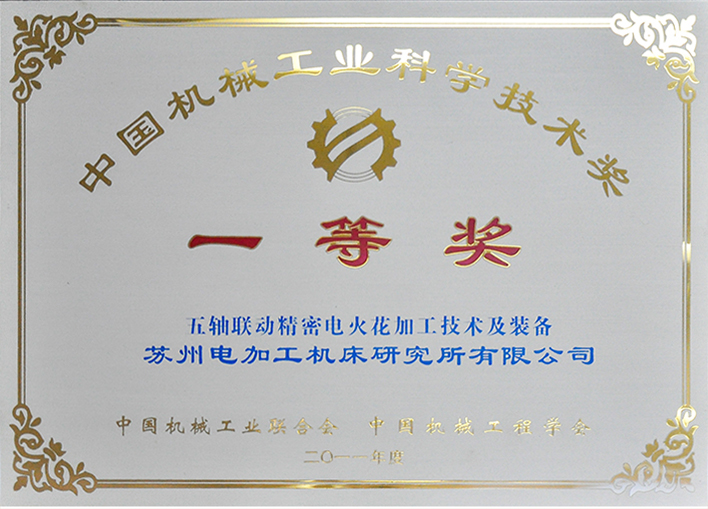 中国机械工业科学技术奖
一等奖
五轴联动精密电火花加工技术及装备
苏州电加工机床研究所有限公司
中国机械工业联合会 中国机械工程学会
二〇一一年度